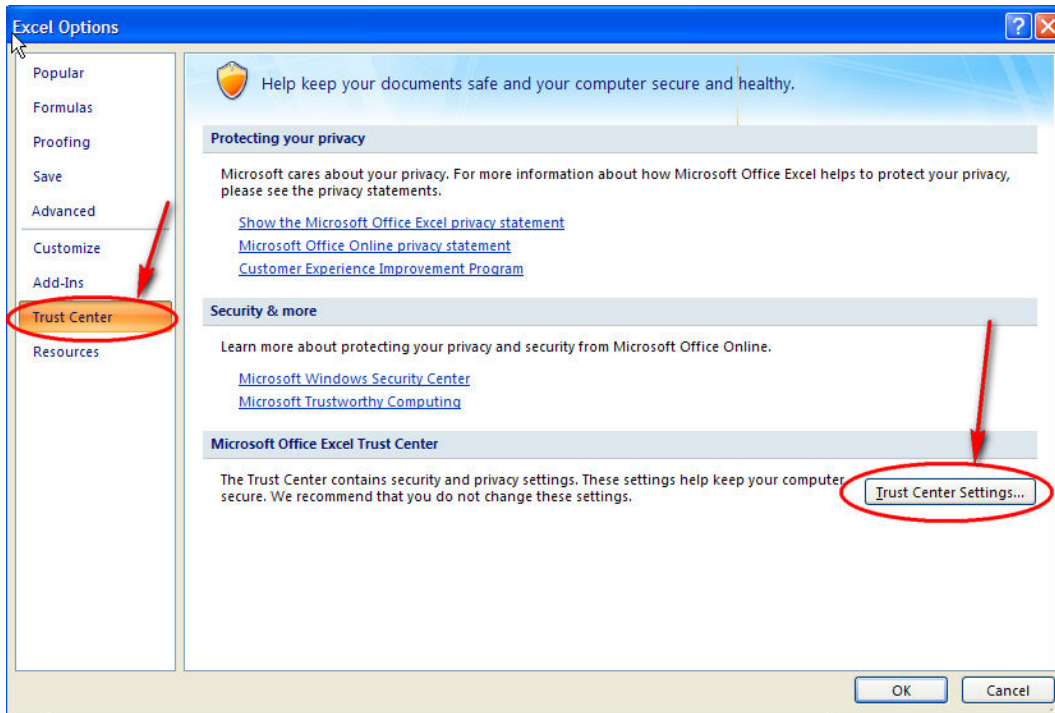 Excel Options
Popular
Formulas
Proofing
Save
Advanced
Customize
Add-Ins
Trust Center
Resources
Help keep your documents safe and your computer secure and healthy.
Protecting your privacy
Microsoft cares about your privacy. For more information about how Microsoft Office Excel helps to protect your privacy,
please see the privacy statements.
Show the Microsoft Office Excel privacy statement
Microsoft Office Online privacy statement
Customer Experience Improvement Program
Security & more
Learn more about protecting your privacy and security from Microsoft Office Online.
Microsoft Windows Security Center
Microsoft Trustworthy Computing
Microsoft Office Excel Trust Center
The Trust Center contains security and privacy settings. These settings help keep your computer
secure. We recommend that you do not change these settings.
Trust Center Settings...
OK
Cancel